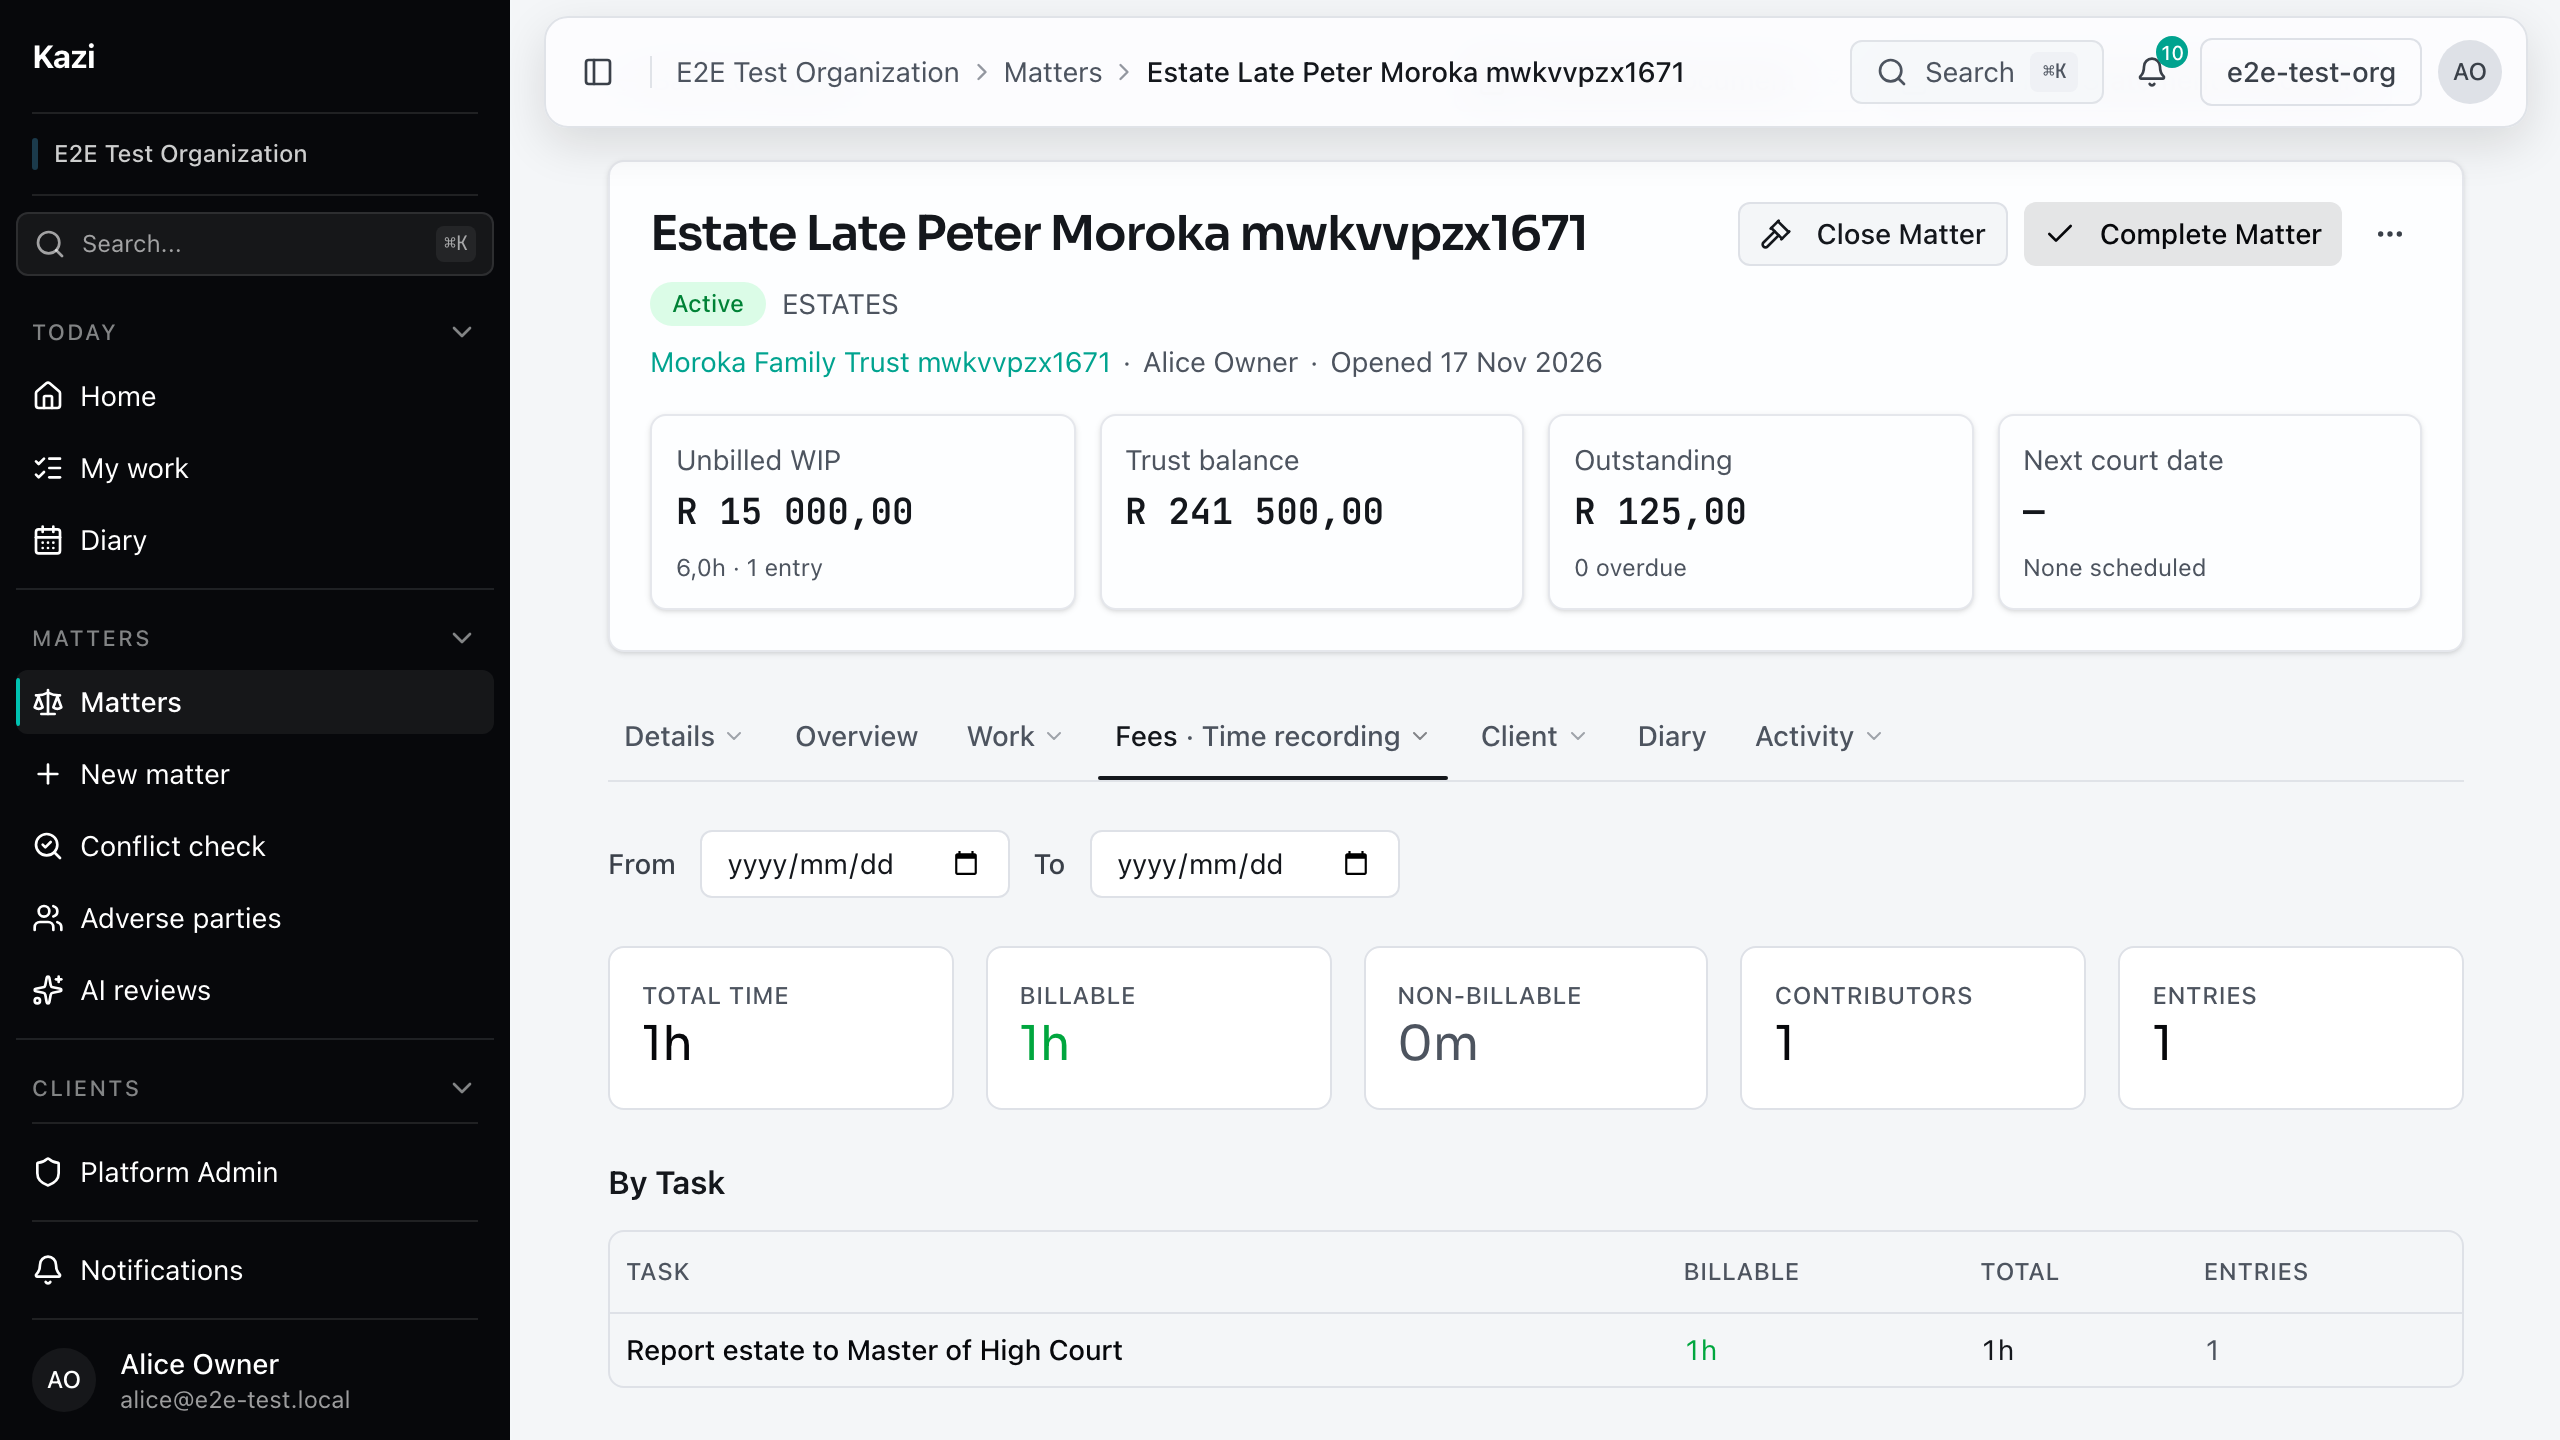 Kazi
E2E Test Organization
Search... ⌘K
TODAY
Home
My work
Diary
MATTERS
Matters
New matter
Conflict check
Adverse parties
AI reviews
CLIENTS
Platform Admin
Notifications
AO
Alice Owner
alice@e2e-test.local
E2E Test Organization > Matters > Estate Late Peter Moroka mwkvvpzx1671
Search ⌘K
10
e2e-test-org
AO
Estate Late Peter Moroka mwkvvpzx1671
Close Matter
Complete Matter
Active ESTATES
Moroka Family Trust mwkvvpzx1671 · Alice Owner · Opened 17 Nov 2026
Unbilled WIP
R 15 000,00
6,0h · 1 entry
Trust balance
R 241 500,00
Outstanding
R 125,00
0 overdue
Next court date
–
None scheduled
Details Overview Work Fees · Time recording Client Diary Activity
From yyyy/mm/dd To yyyy/mm/dd
TOTAL TIME
1h
BILLABLE
1h
NON-BILLABLE
0m
CONTRIBUTORS
1
ENTRIES
1
By Task
TASK BILLABLE TOTAL ENTRIES
Report estate to Master of High Court 1h 1h 1